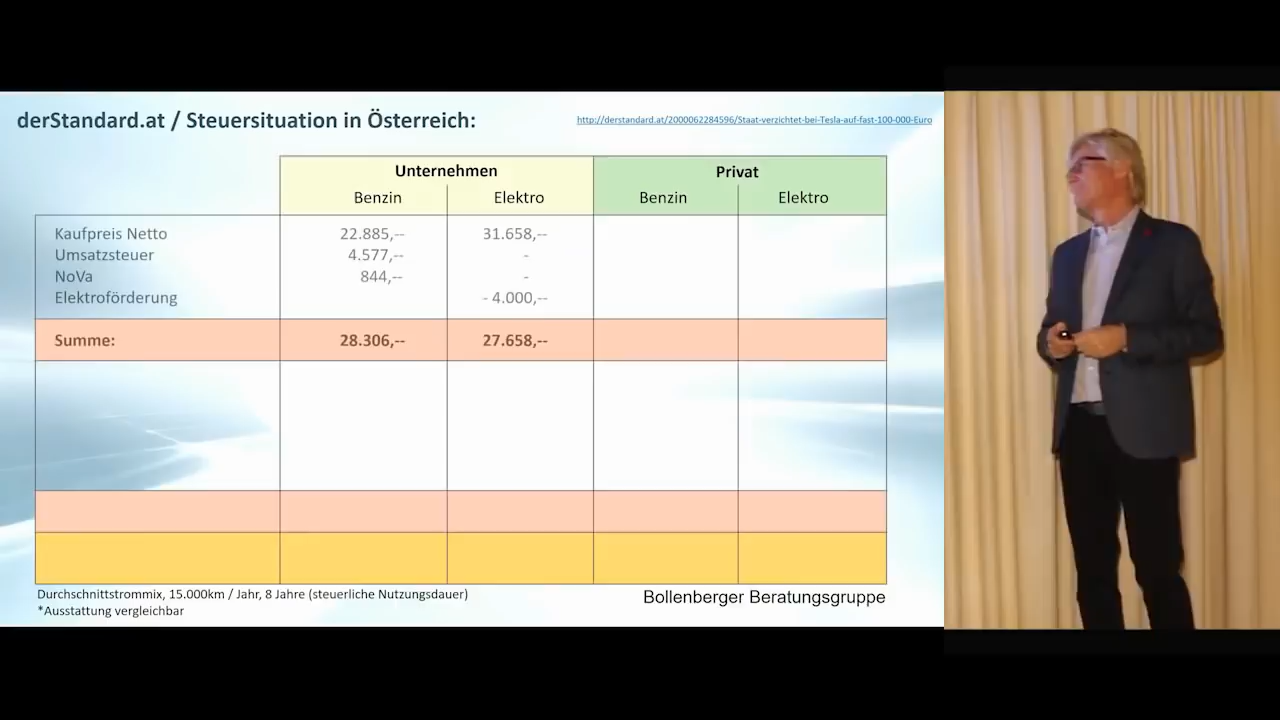 derStandard.at / Steuersituation in Österreich:
http://derstandard.at/2000062284596/Staat-verzichtet-bei-Tesla-auf-fast-100-000-Euro
Unternehmen Privat
Benzin Elektro Benzin Elektro
Kaufpreis Netto 22.885,-- 31.658,--
Umsatzsteuer 4.577,-- -
NoVa 844,-- -
Elektroförderung - 4.000,--
Summe: 28.306,-- 27.658,--
Durchschnittstrommix, 15.000km / Jahr, 8 Jahre (steuerliche Nutzungsdauer)
*Ausstattung vergleichbar
Bollenberger Beratungsgruppe